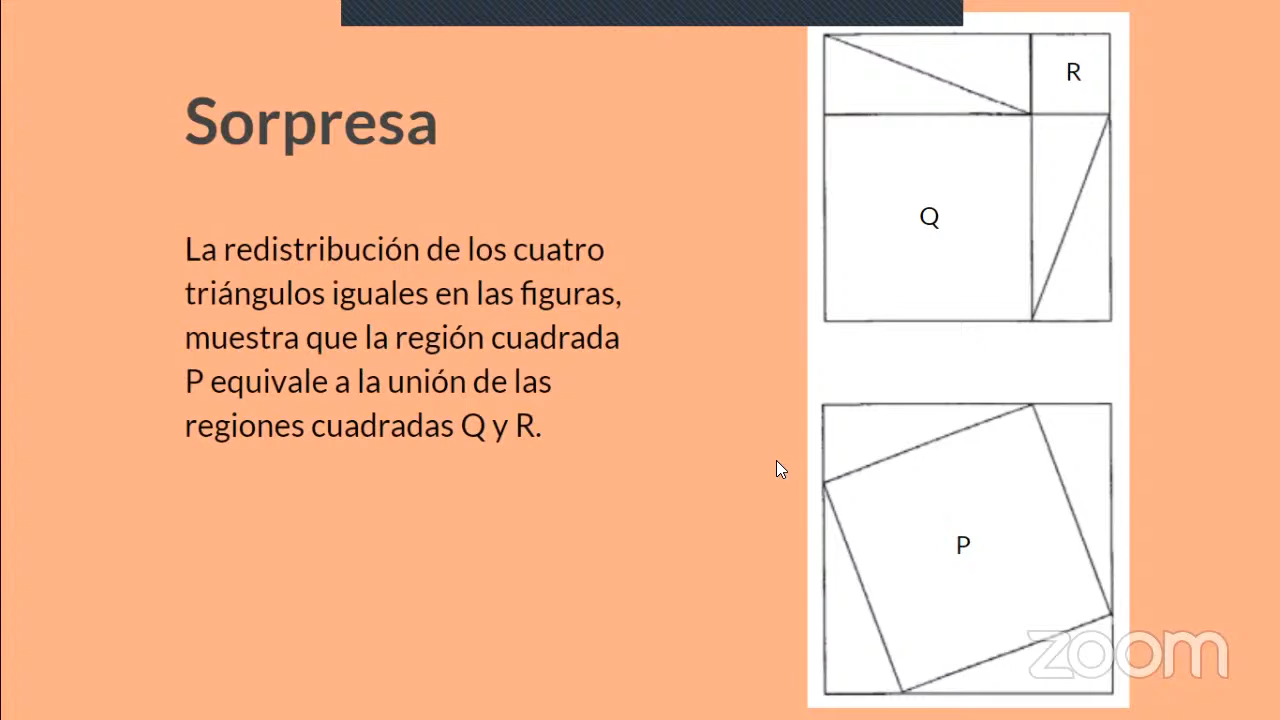 Sorpresa
La redistribución de los cuatro
triángulos iguales en las figuras,
muestra que la región cuadrada
P equivale a la unión de las
regiones cuadradas Q y R.
R
Q
P
zoom